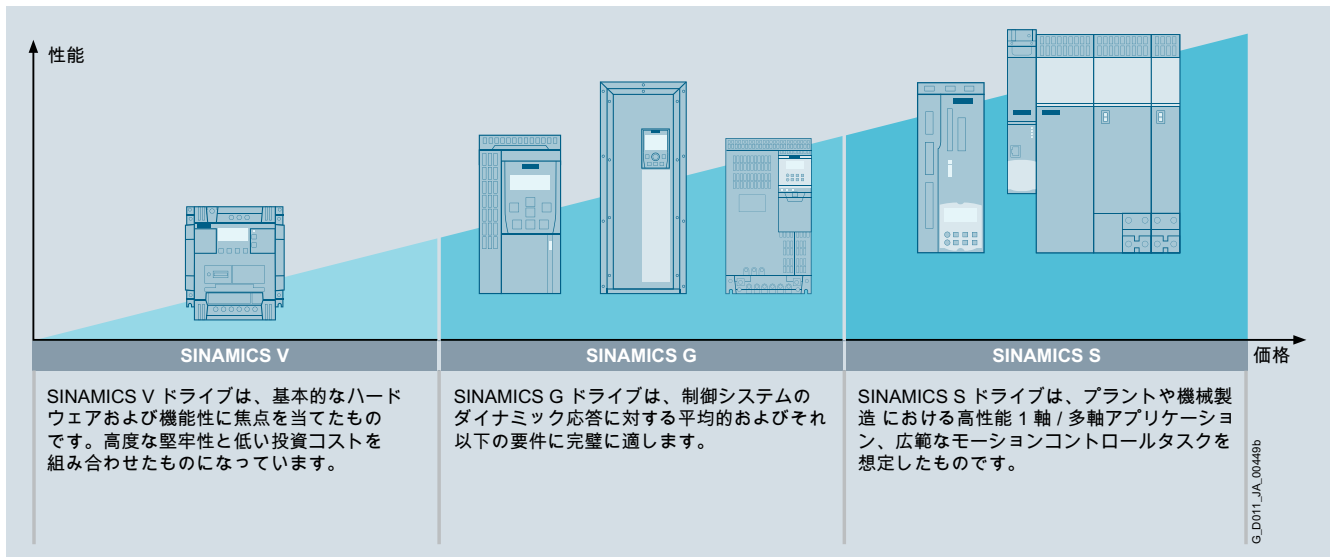 性能
SINAMICS V
SINAMICS G
SINAMICS S
価格
SINAMICS V ドライブは、基本的なハード
ウェアおよび機能性に焦点を当てたもの
です。高度な堅牢性と低い投資コストを
組み合わせたものになっています。
SINAMICS G ドライブは、制御システムの
ダイナミック応答に対する平均的およびそれ
以下の要件に完璧に適します。
SINAMICS S ドライブは、プラントや機械製
造 における高性能 1 軸 / 多軸アプリケーショ
ン、広範なモーションコントロールタスクを
想定したものです。
G_D011_JA_00449b